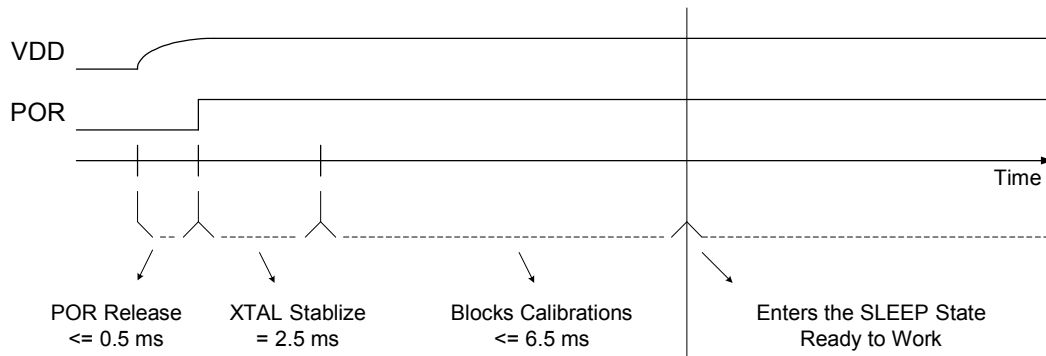 VDD
POR
Time
POR Release
<= 0.5 ms
XTAL Stablize
= 2.5 ms
Blocks Calibrations
<= 6.5 ms
Enters the SLEEP State
Ready to Work